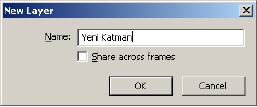 New Layer
Name: Yeni Katman
Share across frames
OK Cancel